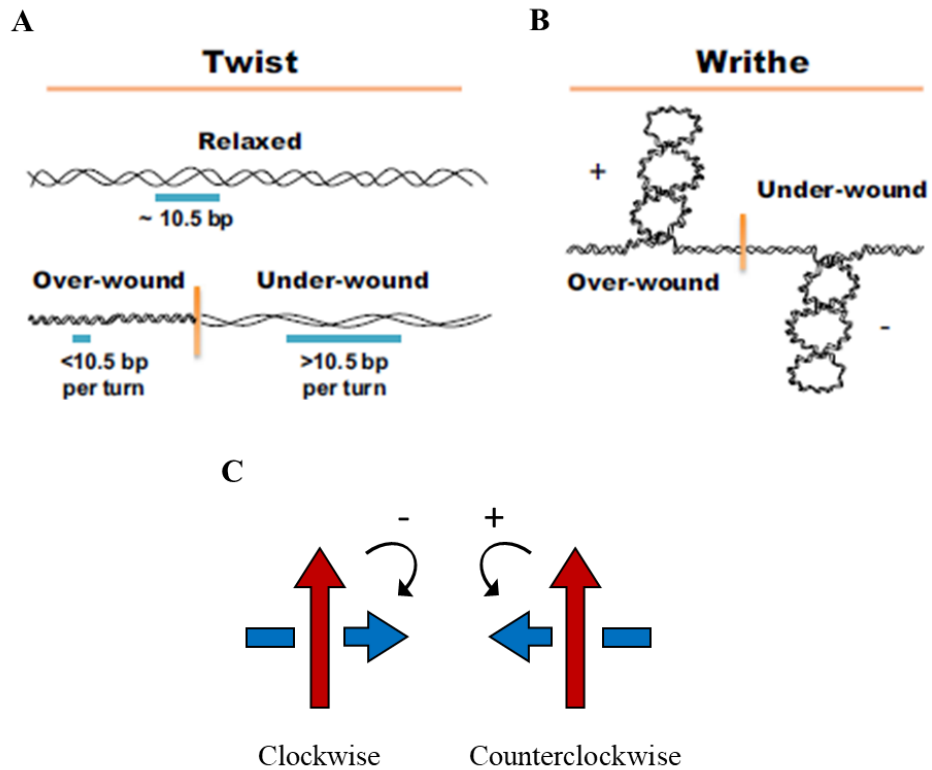 A
Twist
Relaxed
~ 10.5 bp
Over-wound
Under-wound
<10.5 bp
per turn
>10.5 bp
per turn
B
Writhe
+
Under-wound
Over-wound
-
C
- +
Clockwise
Counterclockwise